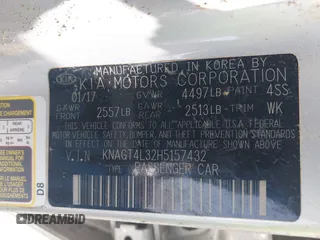 MANUFACTURED IN KOREA BY
KIA MOTORS CORPORATION
01/17 GVWR 4497LB PAINT 4SS
GAWR GAWR
FRONT 2557LB 2513LB TRIM WK
THIS VEHICLE CONFORMS TO ALL APPLICABLE U.S.A FEDERAL
MOTOR VEHICLE SAFETY, BUMPER, AND THEFT PREVENTION
STANDARDS IN EFFECT ON THE DATE OF MANUFACTURE SHOWN ABOVE.
V.I.N KNAGT4L32H5157432
TYPE PASSENGER CAR
D8
DREAMBID